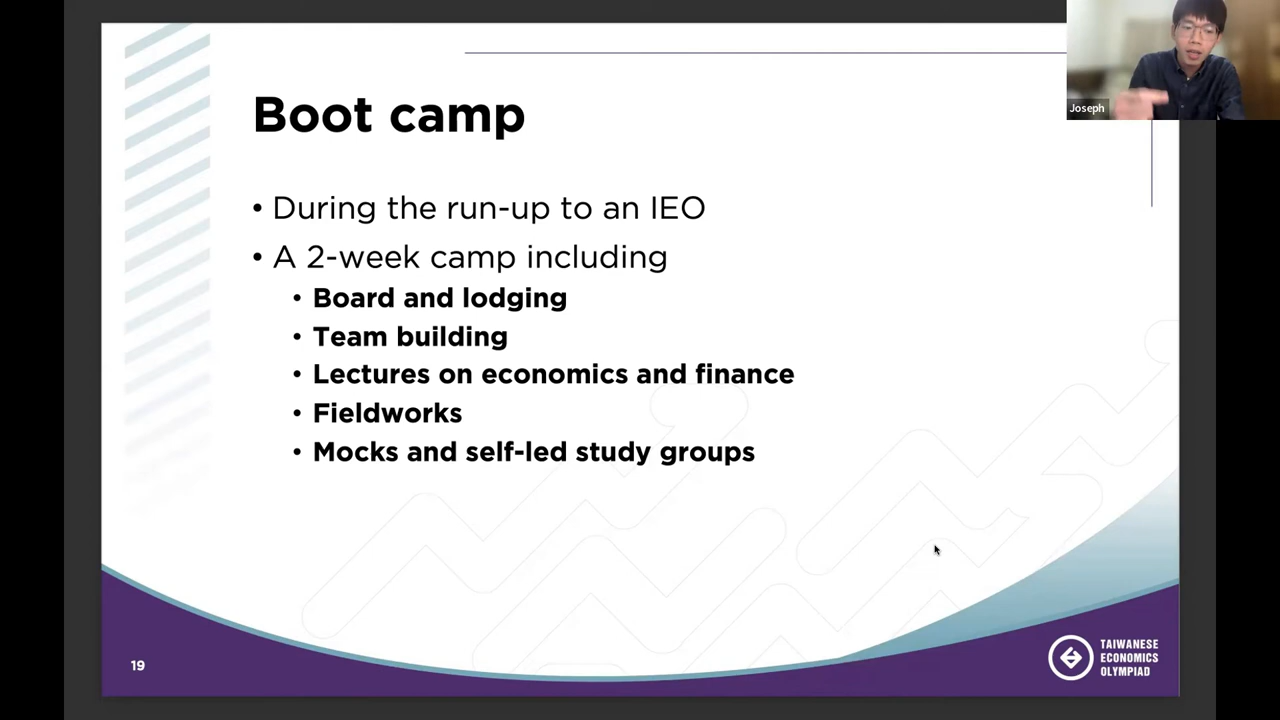 Joseph
Boot camp
• During the run-up to an IEO
• A 2-week camp including
• Board and lodging
• Team building
• Lectures on economics and finance
• Fieldworks
• Mocks and self-led study groups
19
TAIWANESE
ECONOMICS
OLYMPIAD